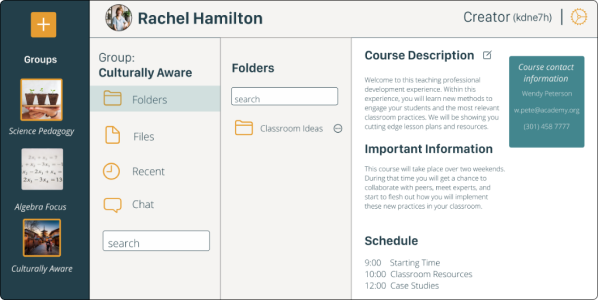 Rachel Hamilton
Creator (kdne7h)
Groups
Science Pedagogy
Algebra Focus
Culturally Aware
Group:
Culturally Aware
Folders
Files
Recent
Chat
search
Folders
search
Classroom Ideas
Course Description
Welcome to this teaching professional
development experience. Within this
experience, you will learn new methods to
engage your students and the most relevant
classroom practices. We will be showing you
cutting edge lesson plans and resources
Important Information
This course will take place over two weekends.
During that time you will get a chance to
collaborate with peers, meet experts, and
start to flesh out how you will implement
these new practices in your classroom.
Schedule
9:00 Starting Time
10:00 Classroom Resources
12:00 Case Studies
Course contact
information
Wendy Peterson
w.pete@academy.org
(391) 458 7777